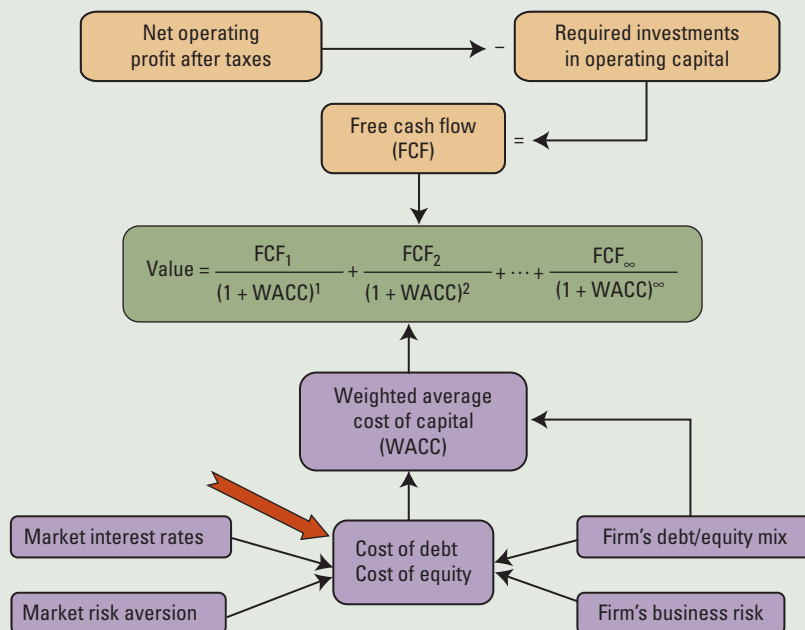 Net operating
profit after taxes
−
Required investments
in operating capital
Free cash flow
(FCF)
=
Value = FCF₁ / (1 + WACC)¹ + FCF₂ / (1 + WACC)² + ⋯ + FCF∞ / (1 + WACC)∞
Weighted average
cost of capital
(WACC)
Market interest rates
Market risk aversion
Cost of debt
Cost of equity
Firm's debt/equity mix
Firm's business risk